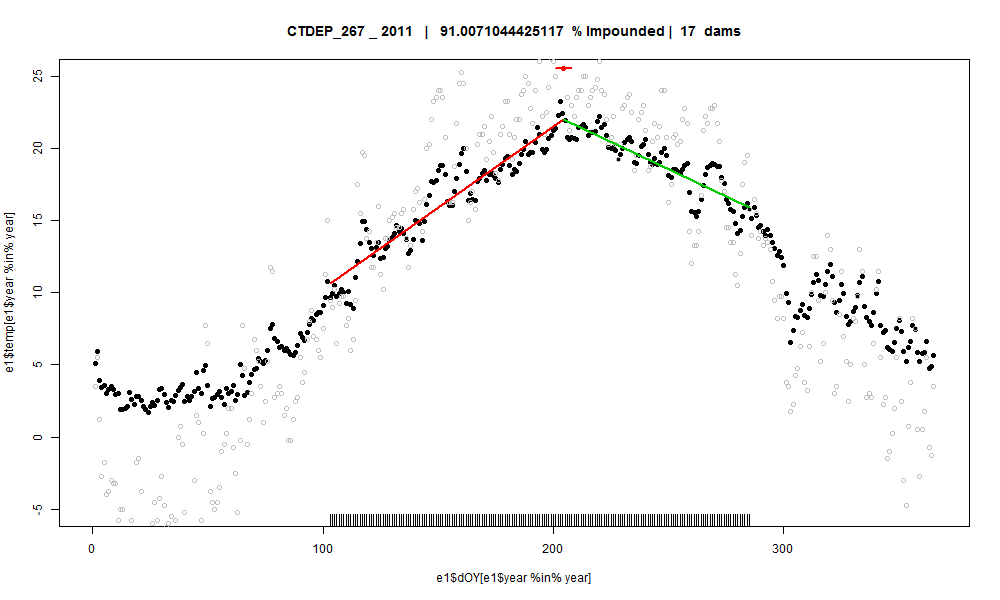 CTDEP_267 _ 2011 | 91.0071044425117 % Impounded | 17 dams
e1$temp[e1$year %in% year]
25
20
15
10
5
0
-5
0 100 200 300
e1$dOY[e1$year %in% year]